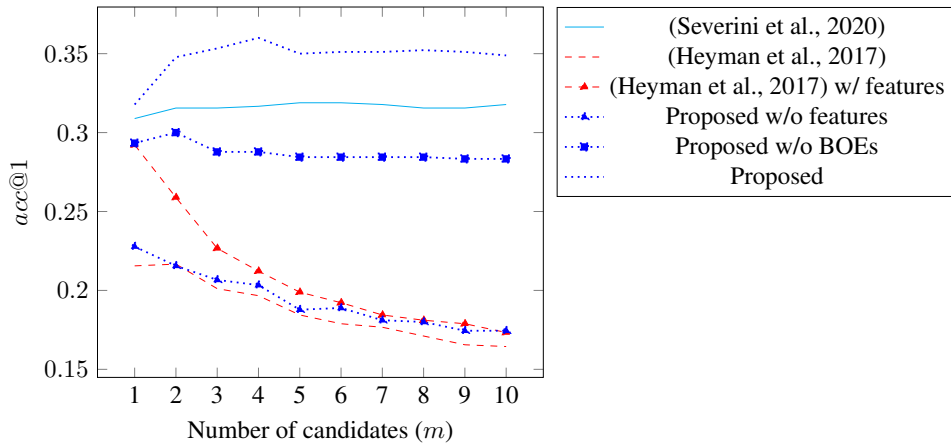 0.35
0.3
0.25
0.2
0.15
acc@1
1 2 3 4 5 6 7 8 9 10
Number of candidates (m)
(Severini et al., 2020)
(Heyman et al., 2017)
(Heyman et al., 2017) w/ features
Proposed w/o features
Proposed w/o BOEs
Proposed